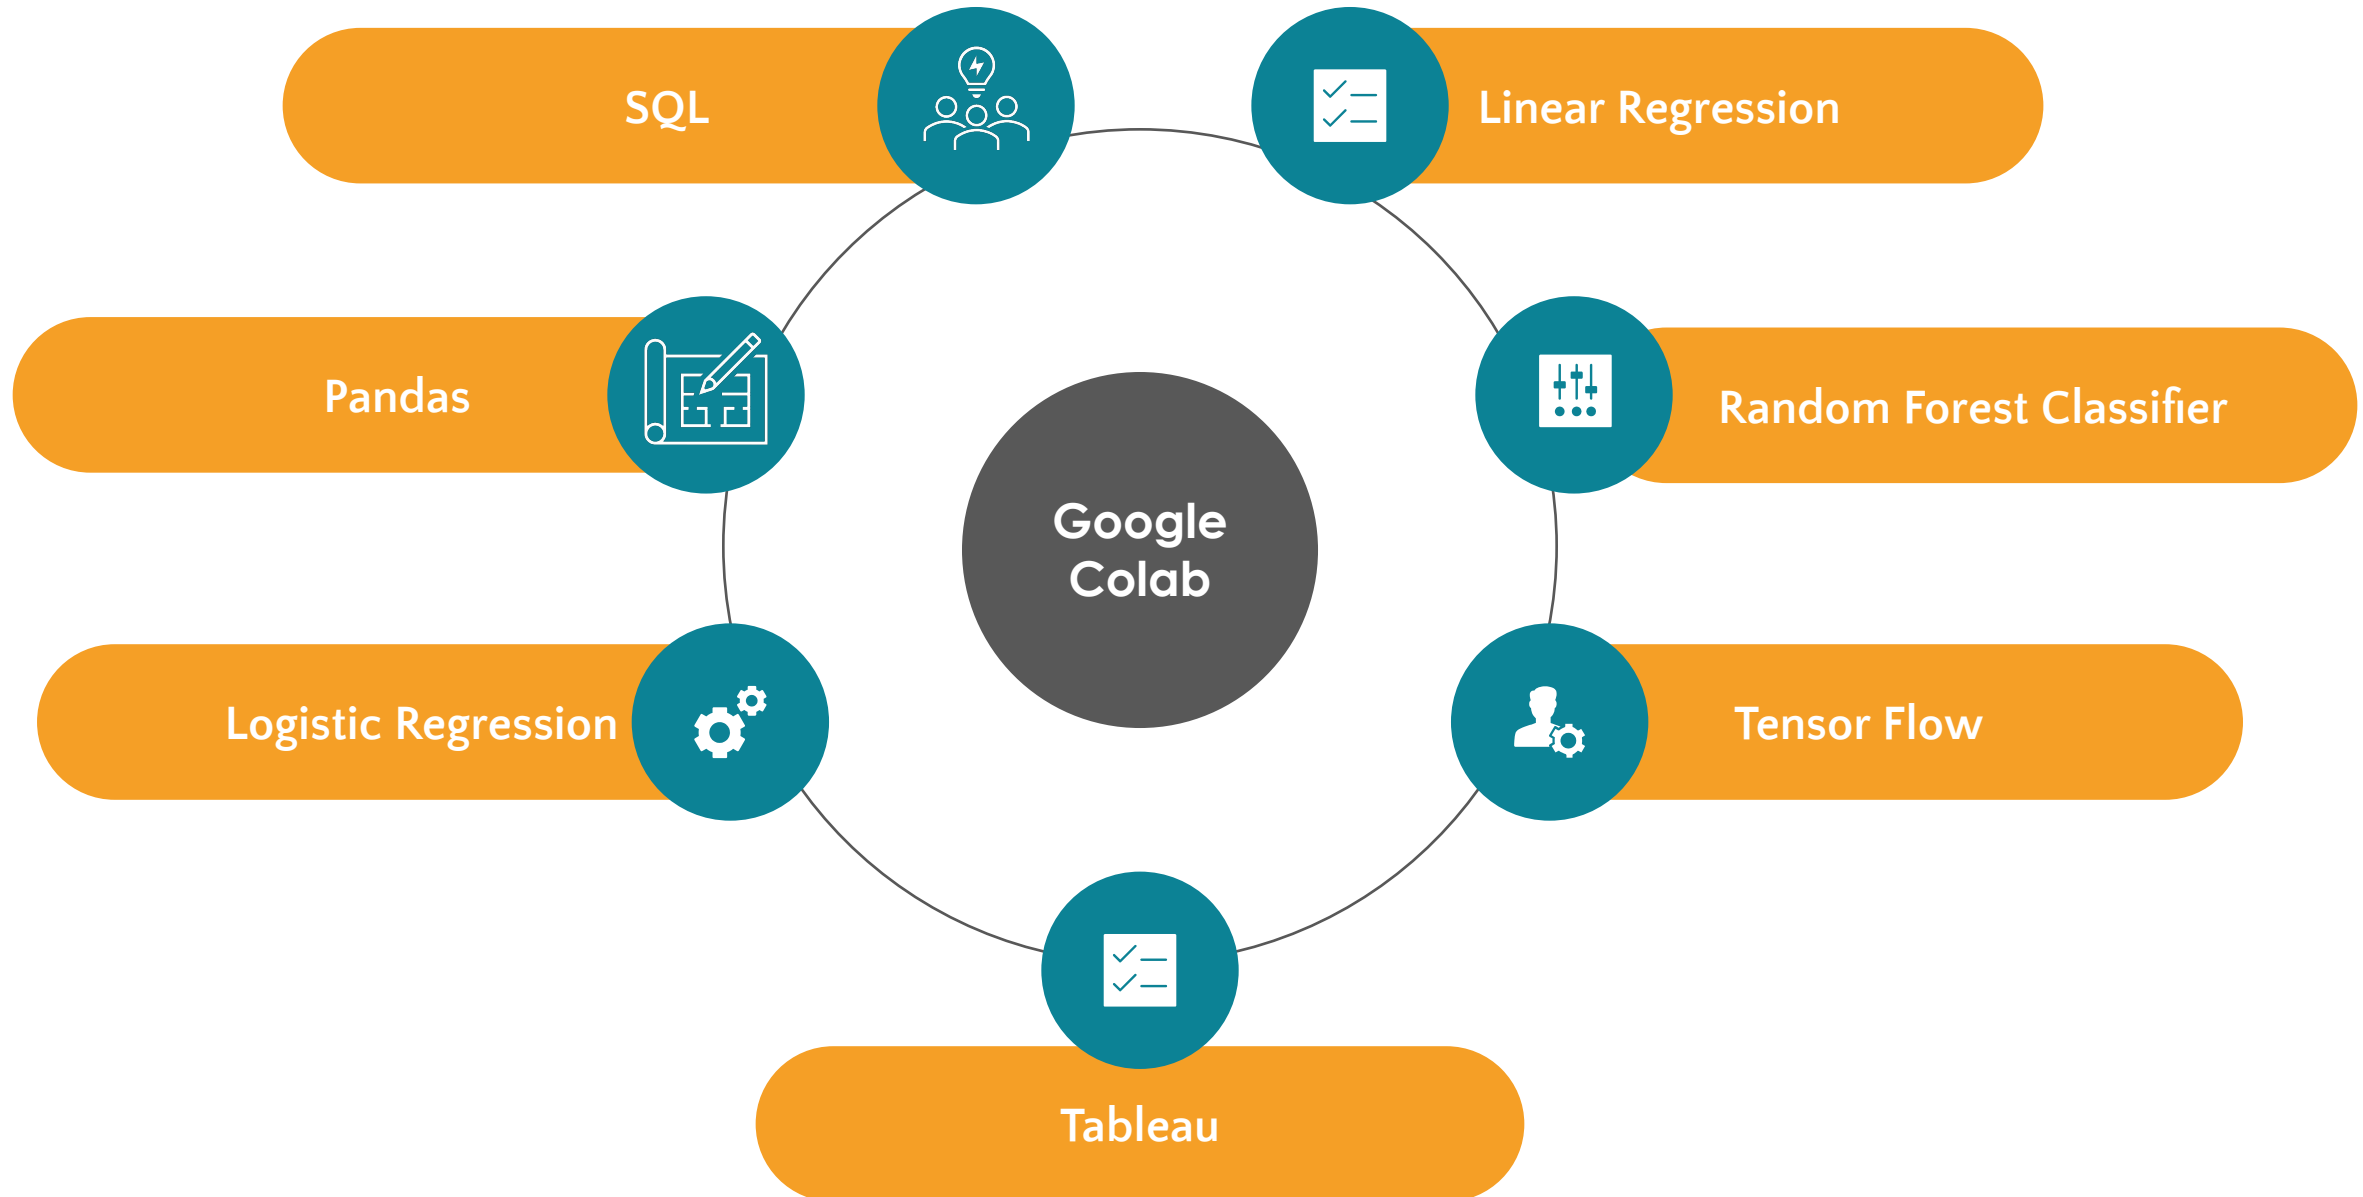 SQL
Linear Regression
Pandas
Random Forest Classifier
Google
Colab
Logistic Regression
Tensor Flow
Tableau